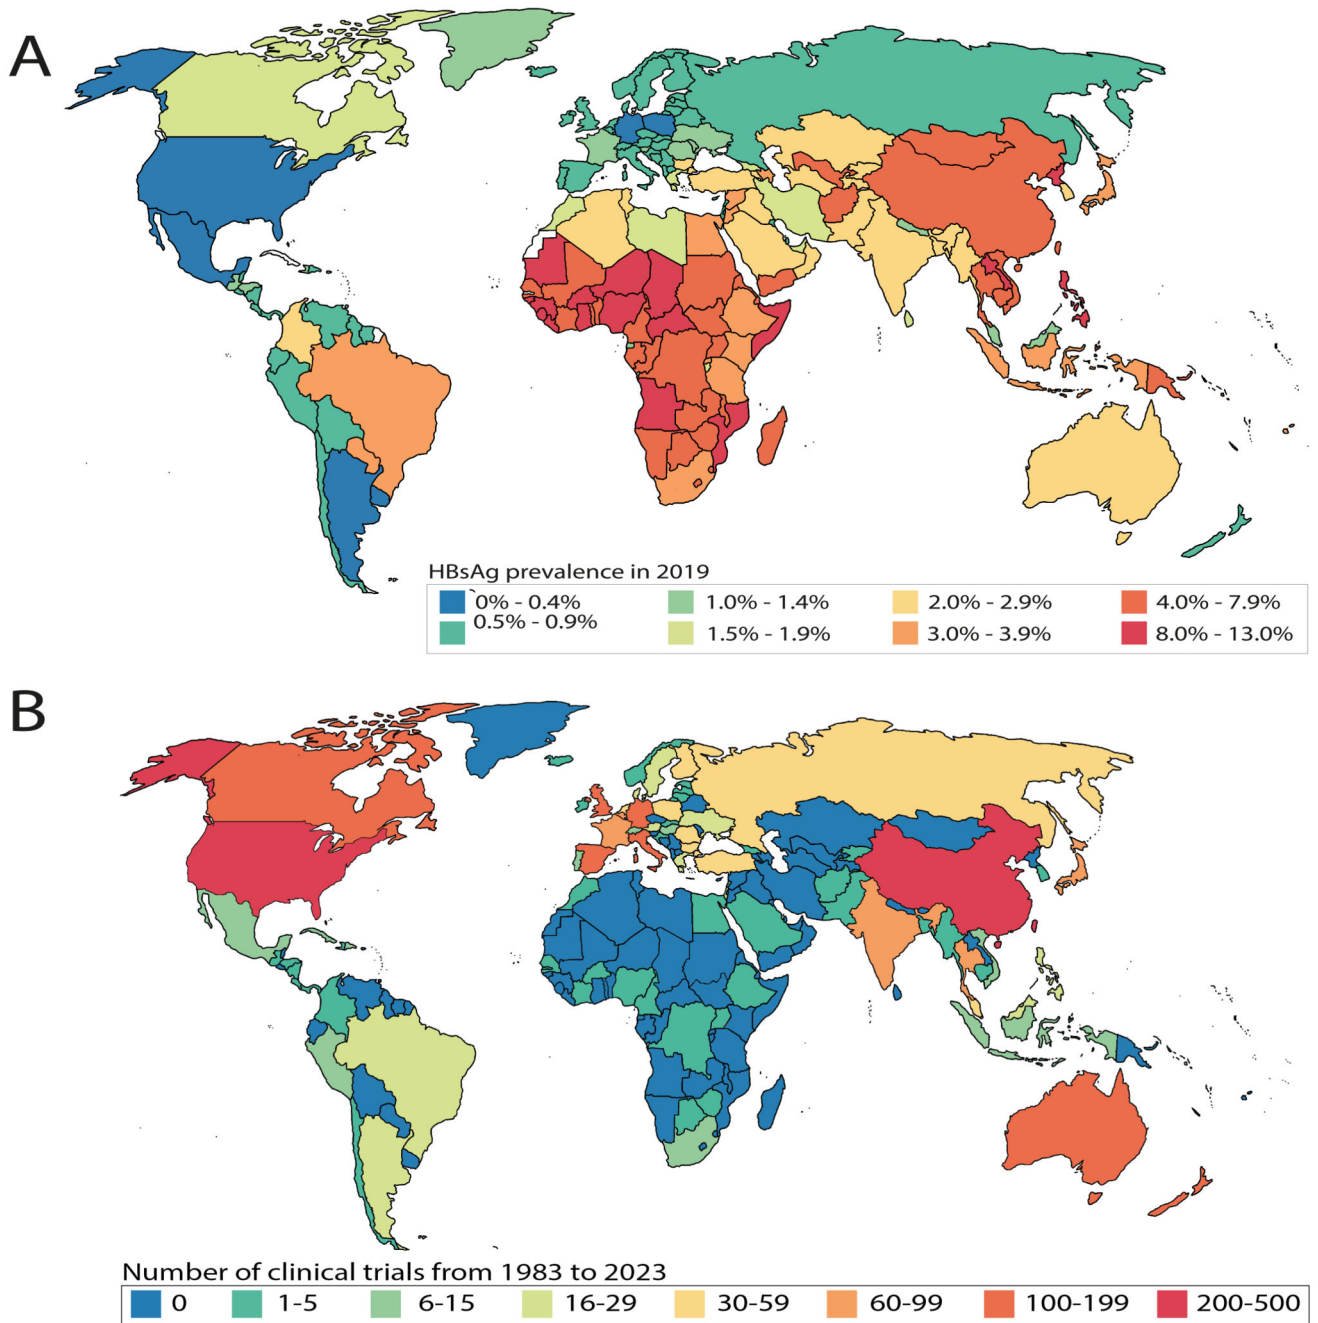 A
HBsAg prevalence in 2019
0% - 0.4%
0.5% - 0.9%
1.0% - 1.4%
1.5% - 1.9%
2.0% - 2.9%
3.0% - 3.9%
4.0% - 7.9%
8.0% - 13.0%
B
Number of clinical trials from 1983 to 2023
0 1-5 6-15 16-29 30-59 60-99 100-199 200-500